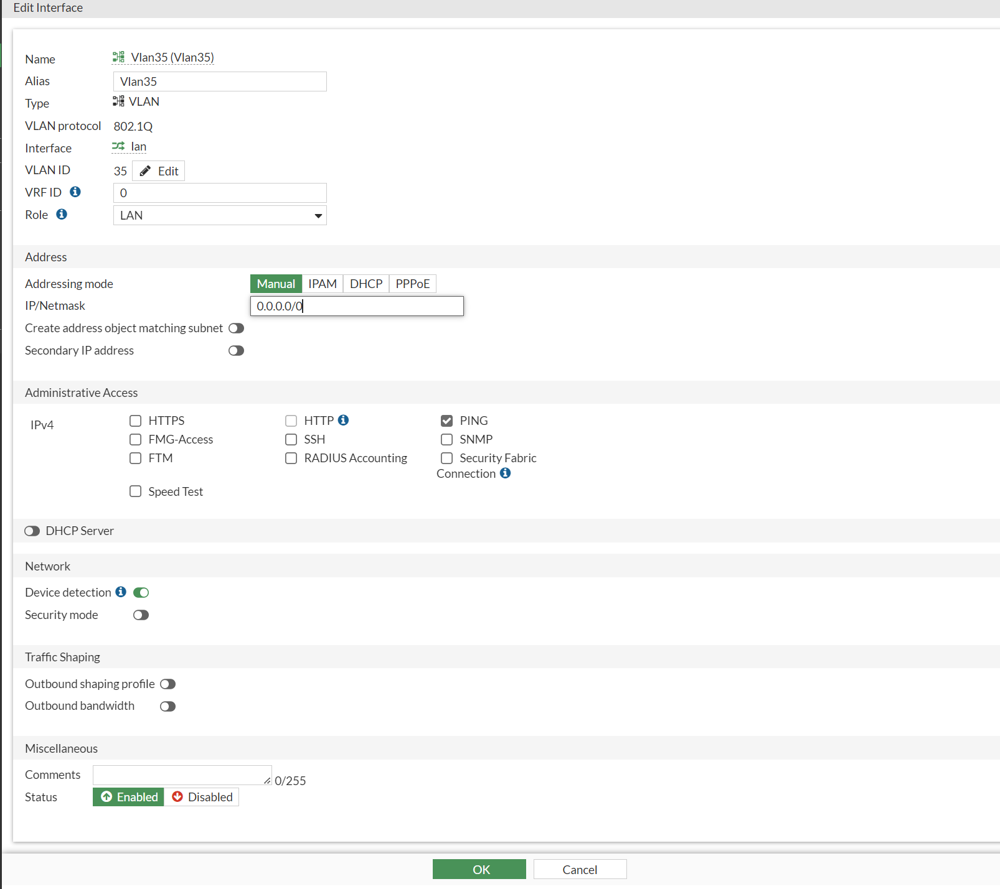 Edit Interface
Name Vlan35 (Vlan35)
Alias Vlan35
Type VLAN
VLAN protocol 802.1Q
Interface lan
VLAN ID 35 Edit
VRF ID 0
Role LAN
Address
Addressing mode Manual IPAM DHCP PPPoE
IP/Netmask 0.0.0.0/0
Create address object matching subnet
Secondary IP address
Administrative Access
IPv4 HTTPS HTTP PING
FMG-Access SSH SNMP
FTM RADIUS Accounting Security Fabric
Connection
Speed Test
DHCP Server
Network
Device detection
Security mode
Traffic Shaping
Outbound shaping profile
Outbound bandwidth
Miscellaneous
Comments 0/255
Status Enabled Disabled
OK Cancel